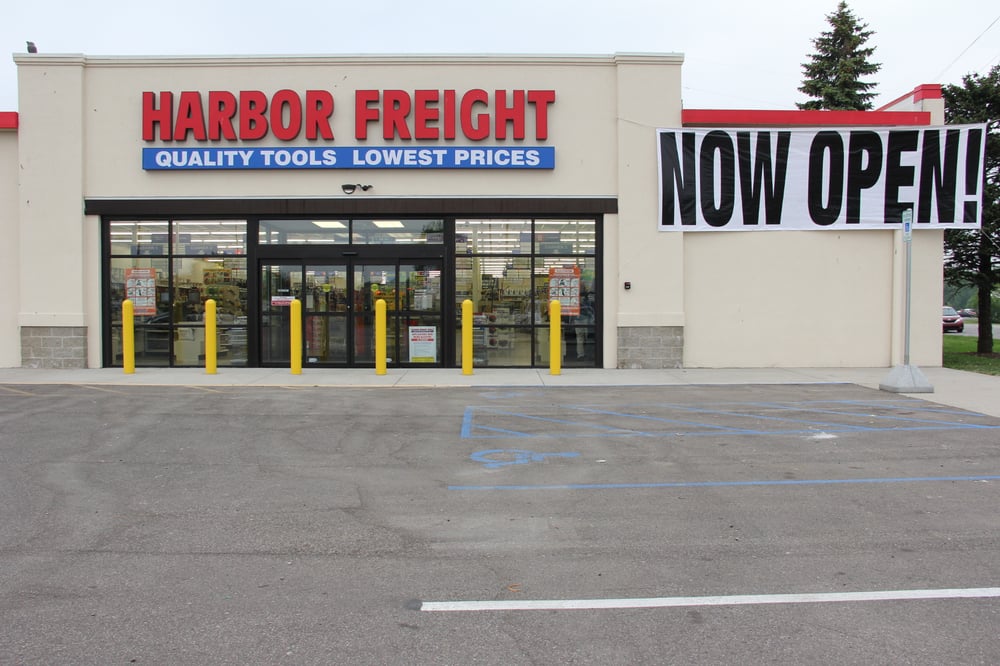 HARBOR FREIGHT
QUALITY TOOLS LOWEST PRICES
NOW OPEN!